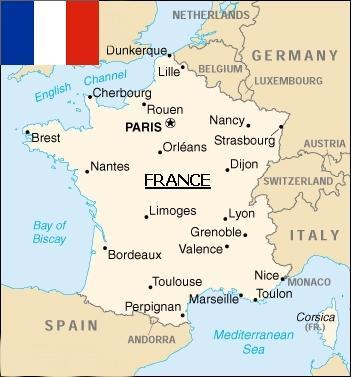 NETHERLANDS
Dunkerque
GERMANY
Lille
BELGIUM
LUXEMBOURG
English Channel
Cherbourg
Rouen
PARIS
Nancy
Strasbourg
Brest
Orléans
AUSTRIA
Nantes
Dijon
FRANCE
SWITZERLAND
Limoges
Lyon
Bay of
Biscay
Grenoble
ITALY
Valence
Bordeaux
Toulouse
Nice
MONACO
Marseille
Toulon
Perpignan
Corsica
(FR.)
SPAIN
ANDORRA
Mediterranean
Sea